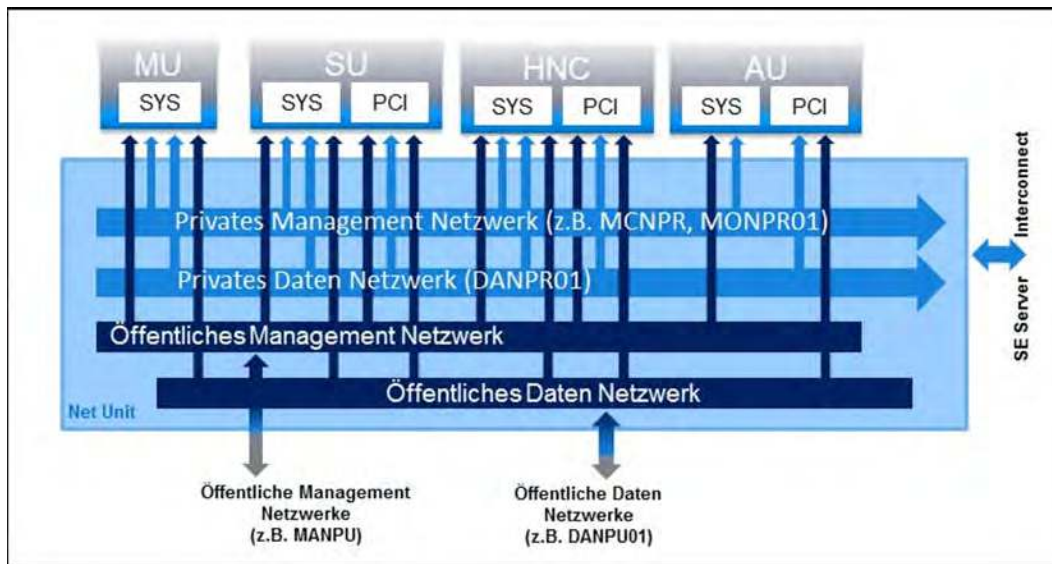 MU SU HNC AU
SYS SYS PCI SYS PCI SYS PCI
Privates Management Netzwerk (z.B. MCNPR, MONPR01)
Privates Daten Netzwerk (DANPR01)
Öffentliches Management Netzwerk
Öffentliches Daten Netzwerk
Net Unit
SE Server Interconnect
Öffentliche Management
Netzwerke
(z.B. MANPU)
Öffentliche Daten
Netzwerke
(z.B. DANPU01)